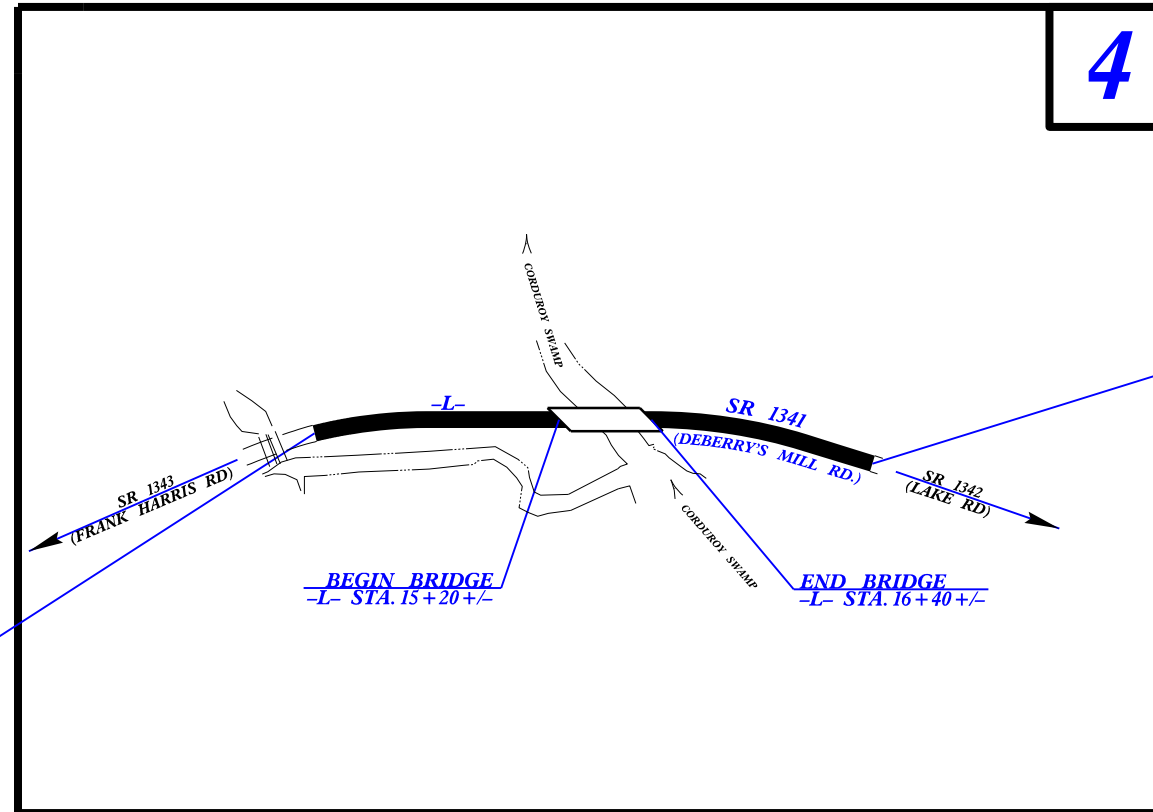 4
CORDUROY SWAMP
–L–
SR 1341
(DEBERRY'S MILL RD.)
SR 1343
(FRANK HARRIS RD)
SR 1342
(LAKE RD)
CORDUROY SWAMP
BEGIN BRIDGE
–L– STA. 15+20 +/–
END BRIDGE
–L– STA. 16+40 +/–